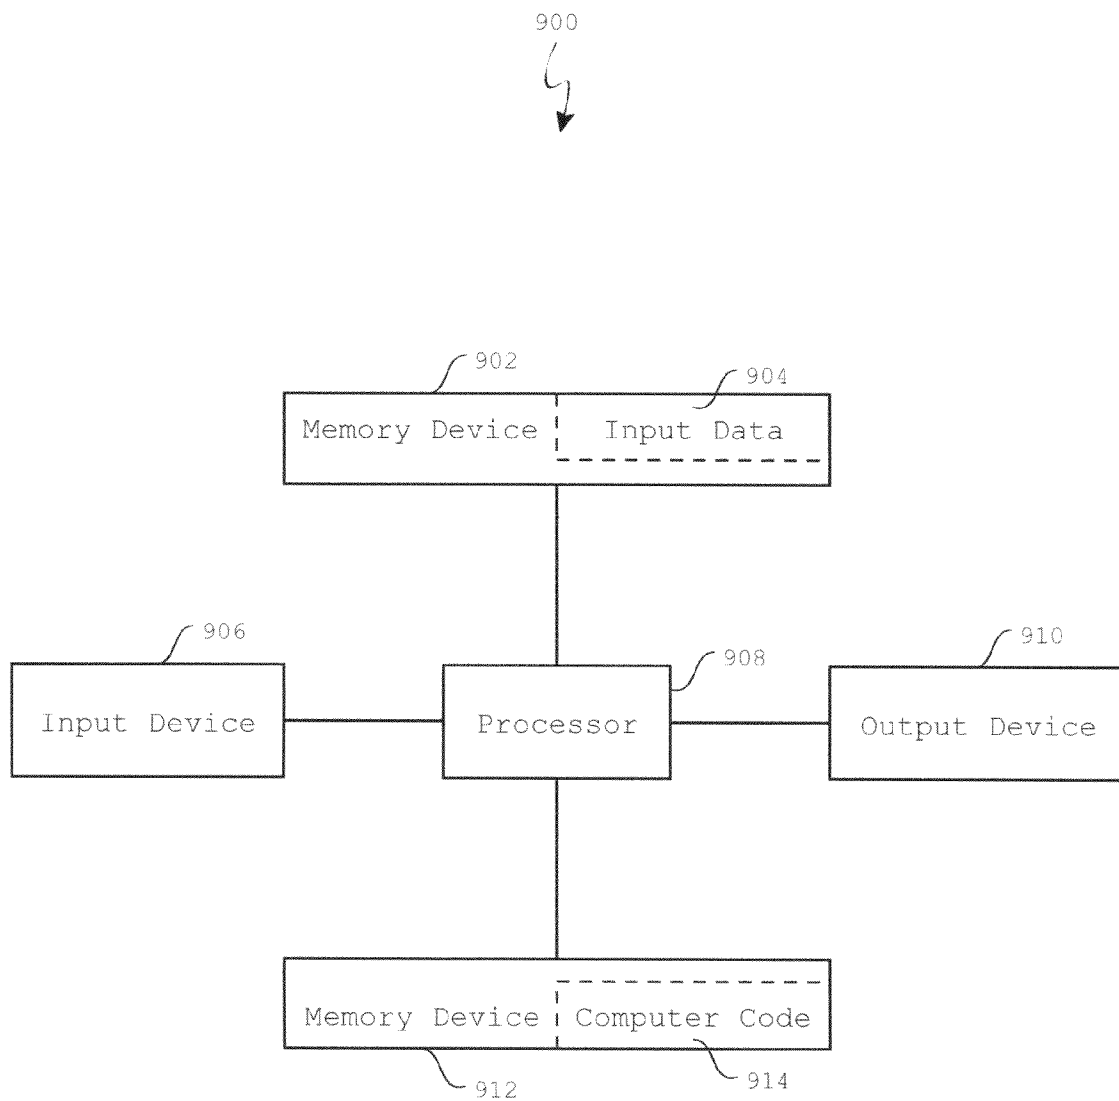 900
902
904
Memory Device Input Data
906
908
910
Input Device Processor Output Device
Memory Device Computer Code
912
914